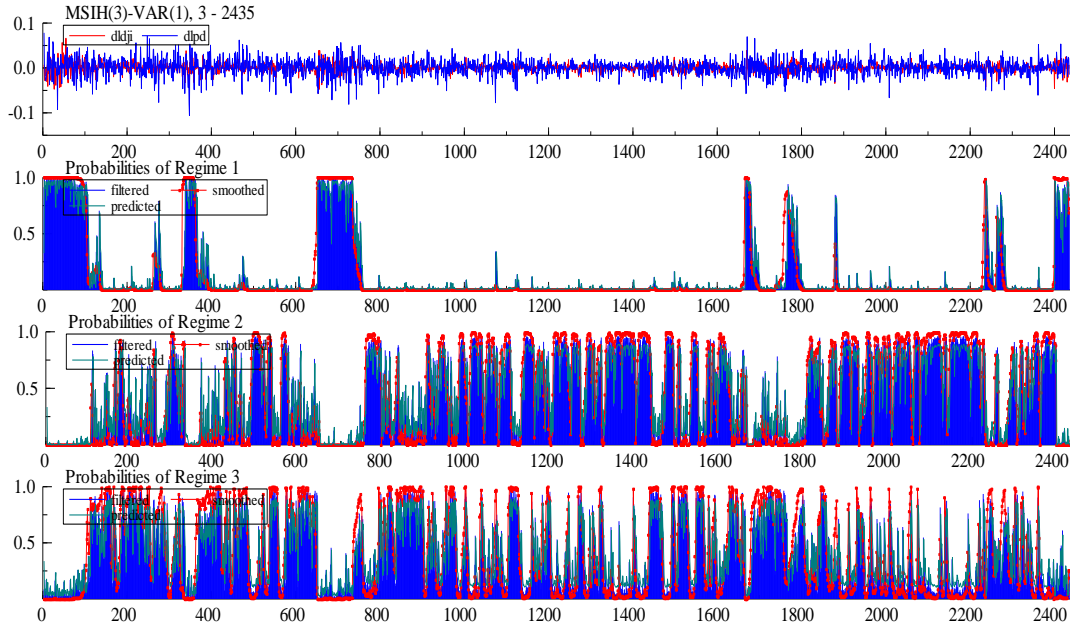 MSIH(3)-VAR(1), 3 - 2435
0.1
dldji dlpd
0.0
-0.1
0 200 400 600 800 1000 1200 1400 1600 1800 2000 2200 2400
Probabilities of Regime 1
1.0
filtered smoothed
predicted
0.5
0 200 400 600 800 1000 1200 1400 1600 1800 2000 2200 2400
Probabilities of Regime 2
1.0
filtered smoothed
predicted
0.5
0 200 400 600 800 1000 1200 1400 1600 1800 2000 2200 2400
Probabilities of Regime 3
1.0
filtered smoothed
predicted
0.5
0 200 400 600 800 1000 1200 1400 1600 1800 2000 2200 2400